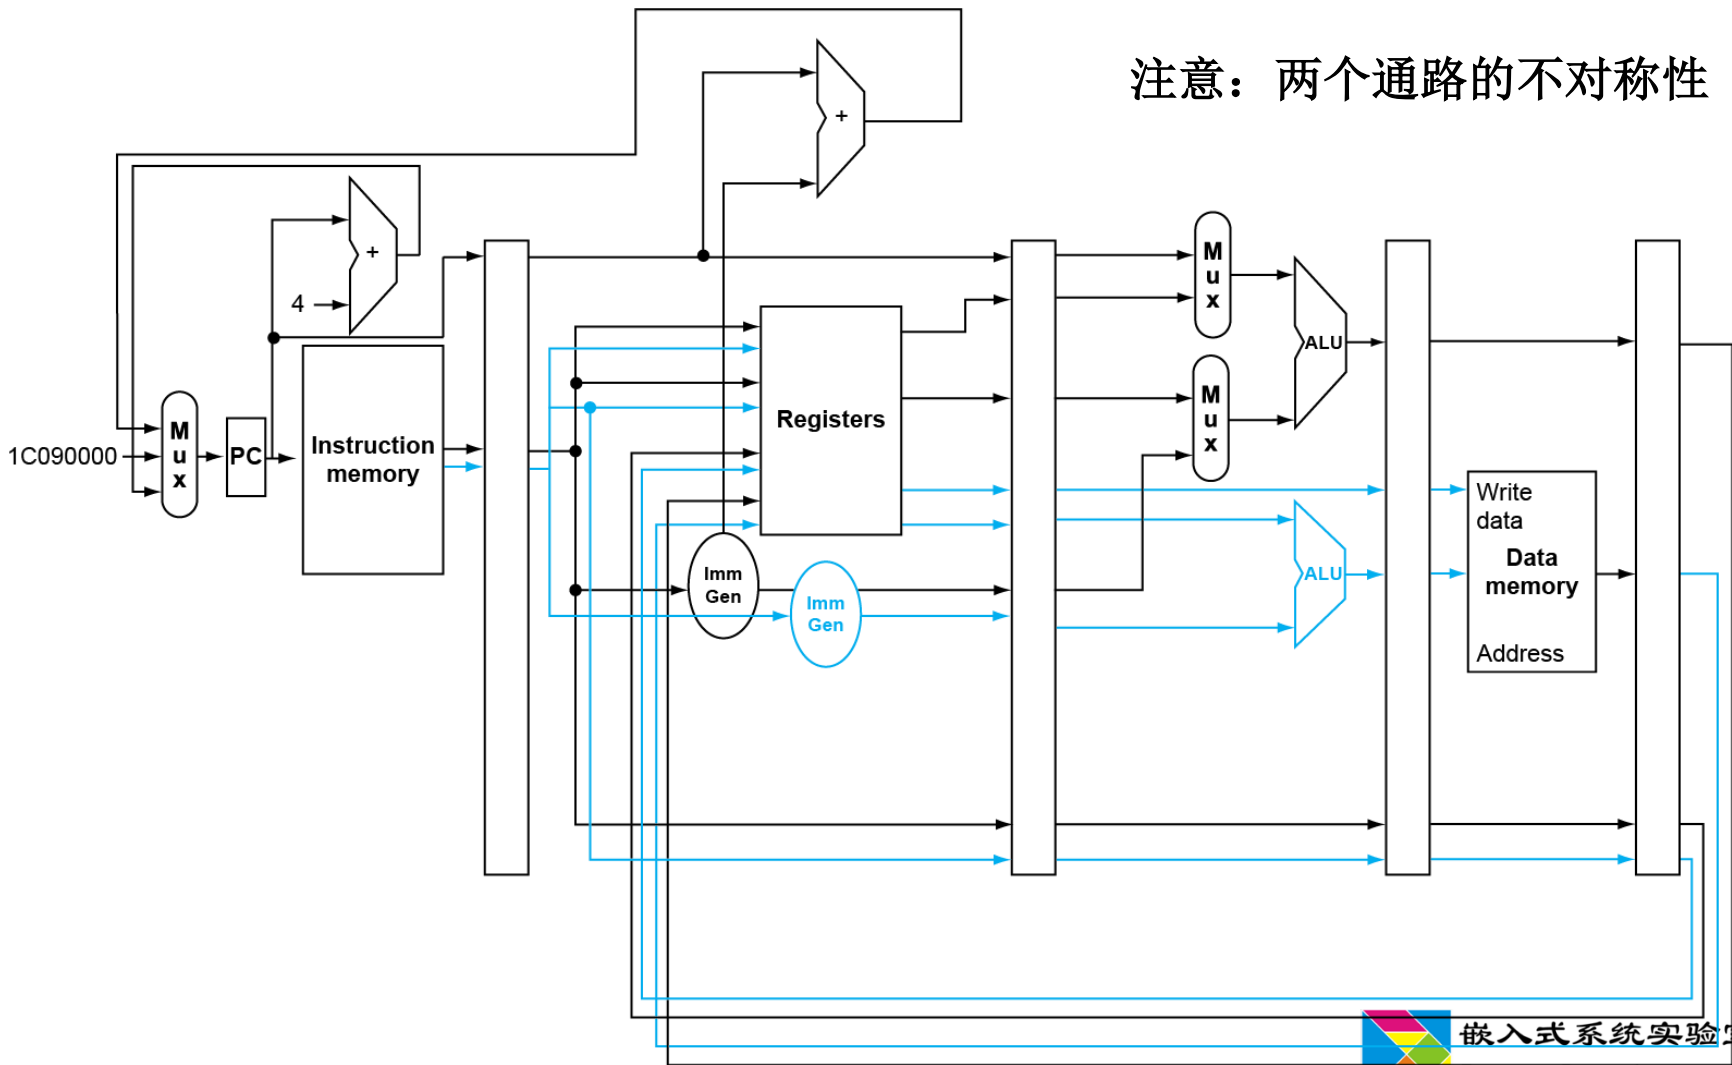 注意：两个通路的不对称性
+
+
4
1C090000
M
u
x
PC
Instruction
memory
Registers
Imm
Gen
Imm
Gen
M
u
x
M
u
x
ALU
ALU
Write
data
Data
memory
Address
嵌入式系统实验